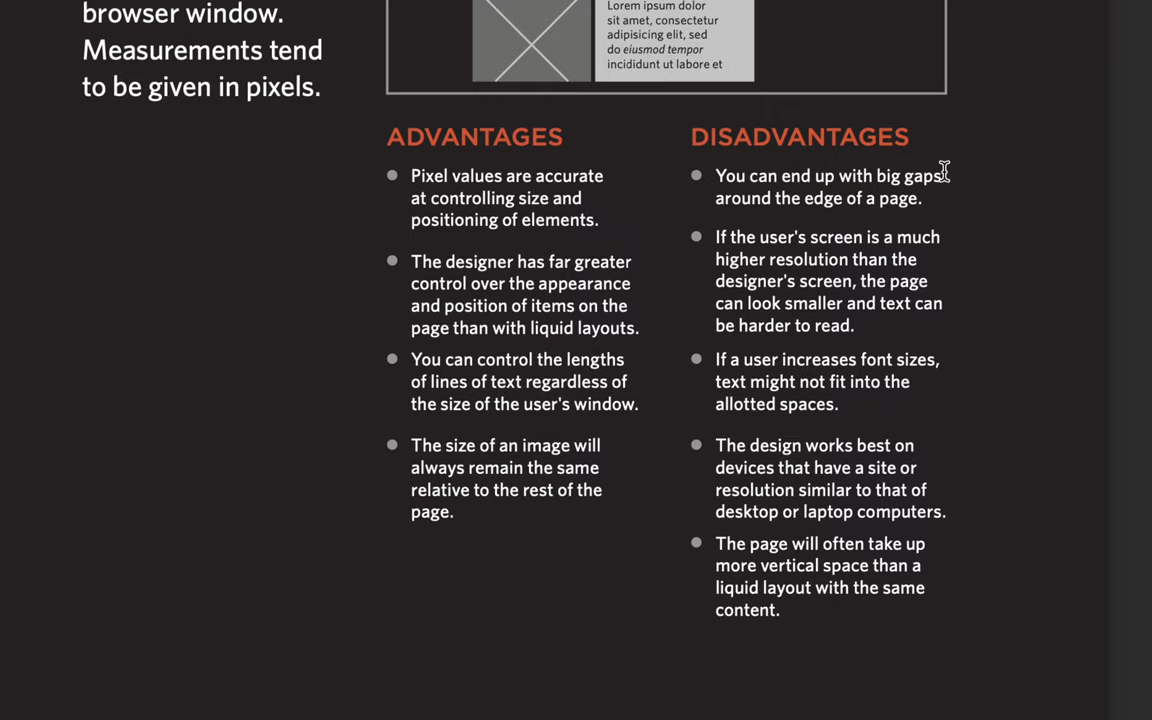 browser window.
Measurements tend
to be given in pixels.
Lorem ipsum dolor
sit amet, consectetur
adipisicing elit, sed
do eiusmod tempor
incididunt ut labore et
ADVANTAGES
Pixel values are accurate
at controlling size and
positioning of elements.
The designer has far greater
control over the appearance
and position of items on the
page than with liquid layouts.
You can control the lengths
of lines of text regardless of
the size of the user's window.
The size of an image will
always remain the same
relative to the rest of the
page.
DISADVANTAGES
You can end up with big gaps
around the edge of a page.
If the user's screen is a much
higher resolution than the
designer's screen, the page
can look smaller and text can
be harder to read.
If a user increases font sizes,
text might not fit into the
allotted spaces.
The design works best on
devices that have a site or
resolution similar to that of
desktop or laptop computers.
The page will often take up
more vertical space than a
liquid layout with the same
content.